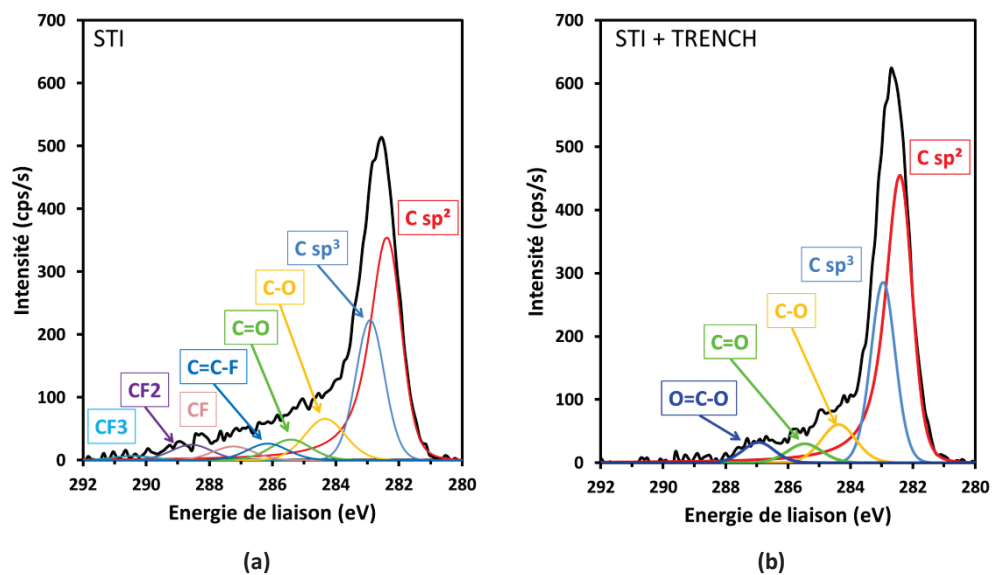 STI
700
600
500
400
300
200
100
0
Intensité (cps/s)
C sp²
C sp³
C-O
C=O
C=C-F
CF
CF2
CF3
292 290 288 286 284 282 280
Energie de liaison (eV)
(a)
STI + TRENCH
700
600
500
400
300
200
100
0
Intensité (cps/s)
C sp²
C sp³
C-O
C=O
O=C-O
292 290 288 286 284 282 280
Energie de liaison (eV)
(b)